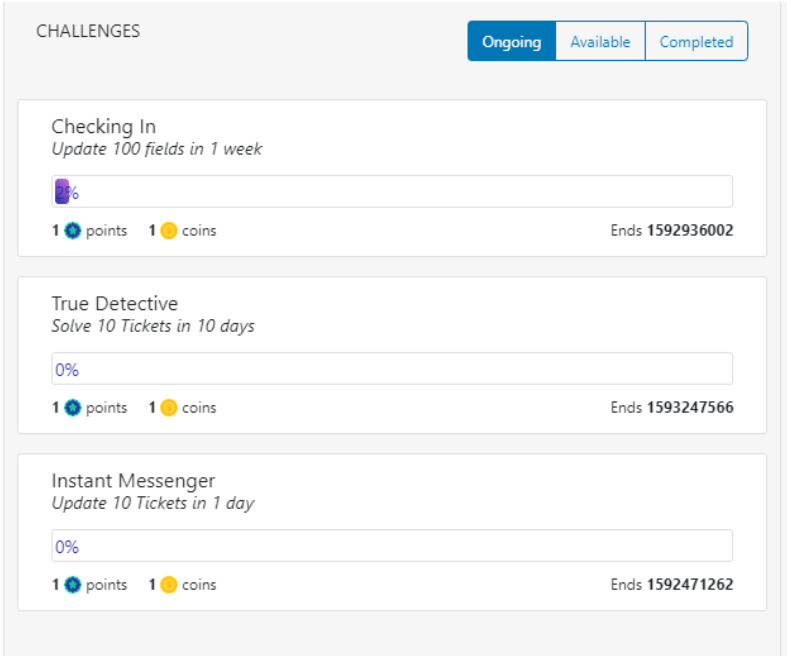 CHALLENGES
Ongoing Available Completed
Checking In
Update 100 fields in 1 week
2%
1 points 1 coins Ends 1592936002
True Detective
Solve 10 Tickets in 10 days
0%
1 points 1 coins Ends 1593247566
Instant Messenger
Update 10 Tickets in 1 day
0%
1 points 1 coins Ends 1592471262